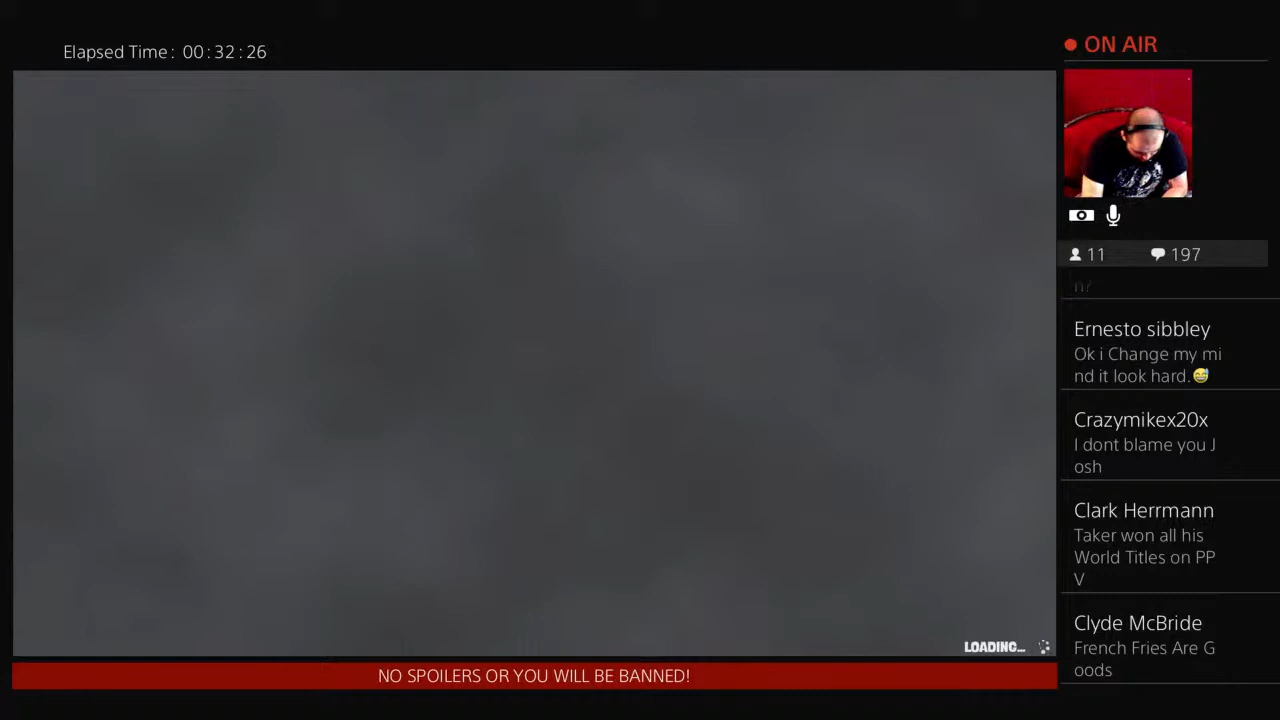 Elapsed Time: 00:32:26
ON AIR
11 197
n?
Ernesto sibbley
Ok i Change my mi
nd it look hard.😅
Crazymikex20x
I dont blame you J
osh
Clark Herrmann
Taker won all his
World Titles on PP
V
Clyde McBride
French Fries Are G
oods
LOADING...
NO SPOILERS OR YOU WILL BE BANNED!